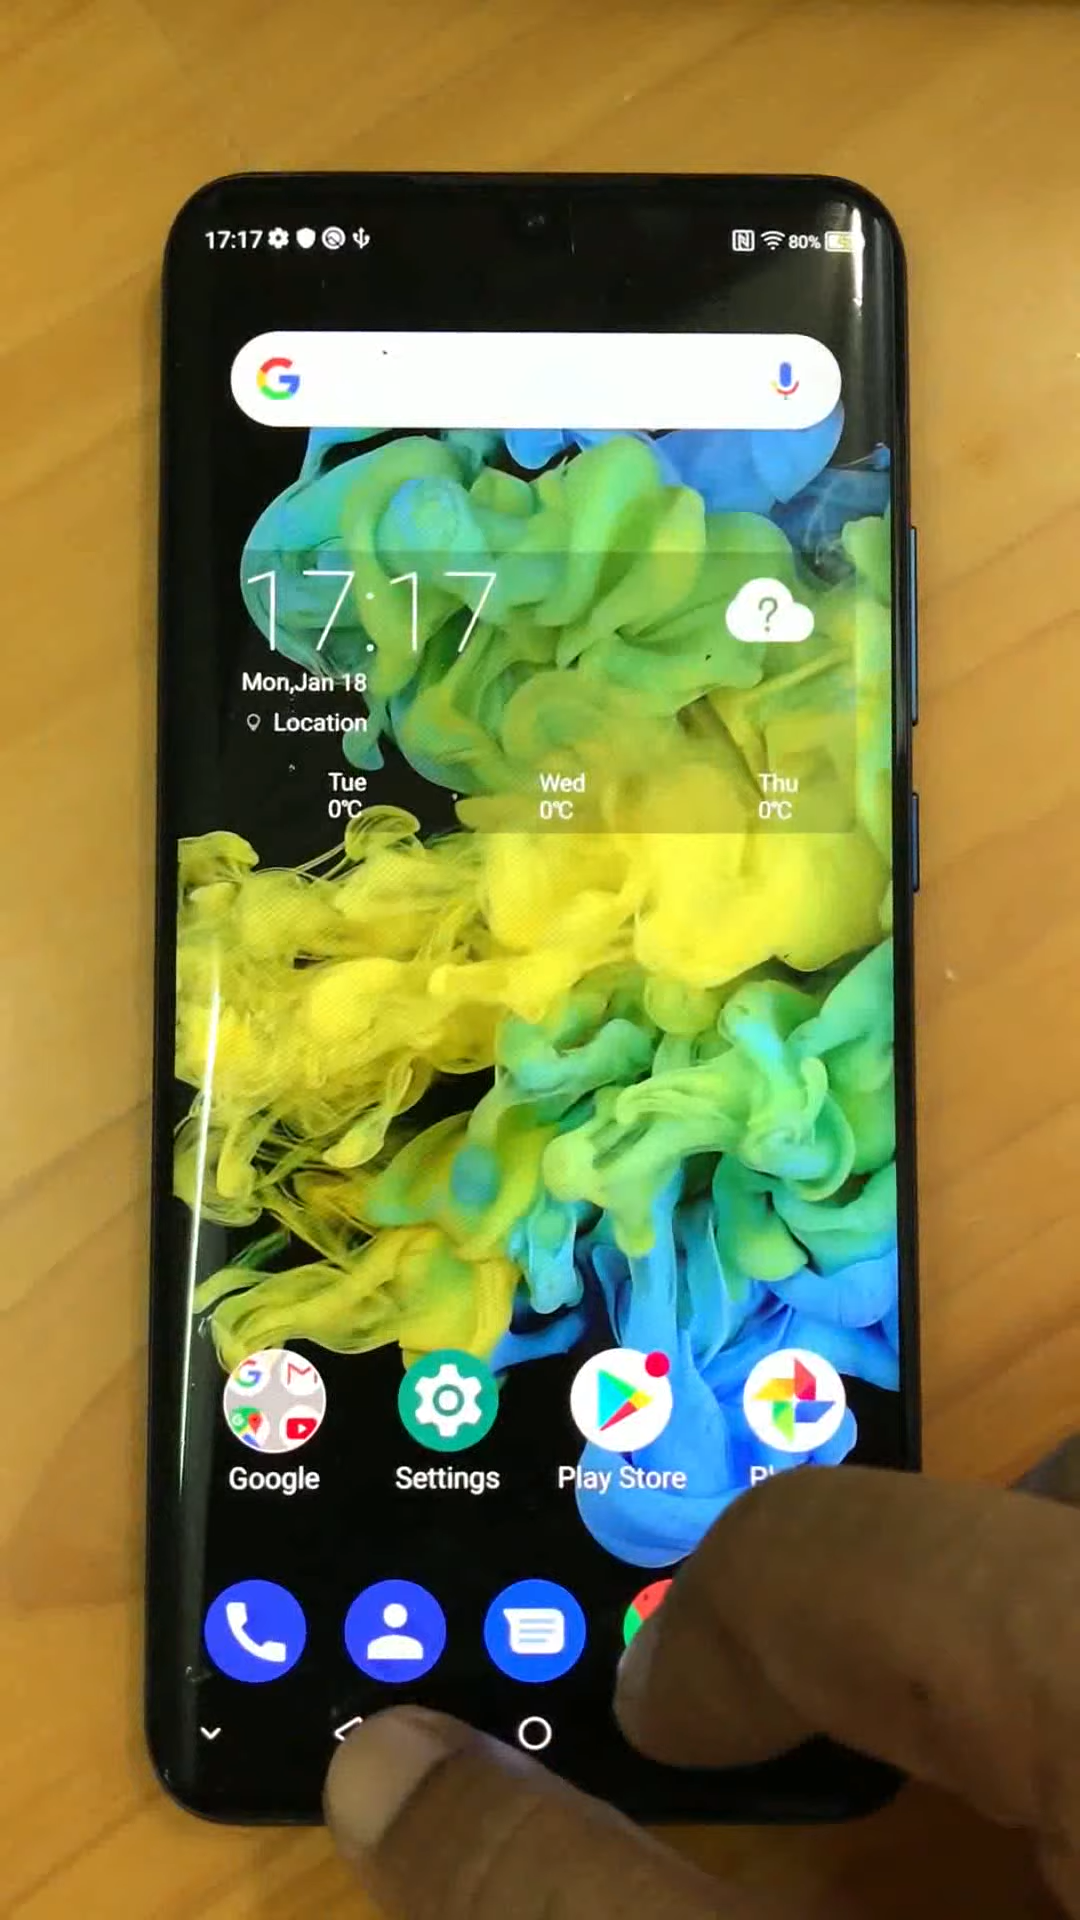 17:17 80%
17:17
Mon,Jan 18
Location
Tue Wed Thu
0℃ 0℃ 0℃
Google Settings Play Store